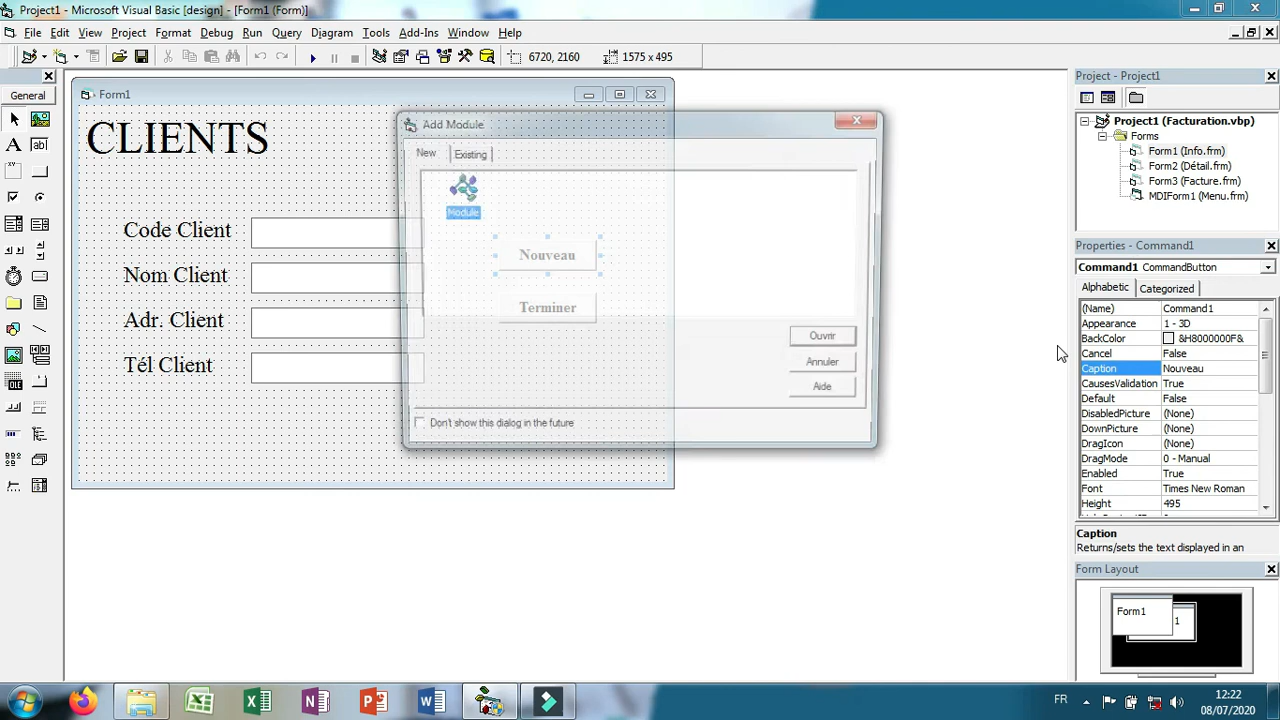 Project1 - Microsoft Visual Basic [design] - [Form1 (Form)]
File Edit View Project Format Debug Run Query Diagram Tools Add-Ins Window Help
6720, 2160 1575 x 495
General
Form1
CLIENTS
Code Client
Nom Client
Adr. Client
Tél Client
Nouveau
Terminer
Add Module
New Existing
Module
Ouvrir
Annuler
Aide
Don't show this dialog in the future
Project - Project1
Project1 (Facturation.vbp)
Forms
Form1 (Info.frm)
Form2 (Détail.frm)
Form3 (Facture.frm)
MDIForm1 (Menu.frm)
Properties - Command1
Command1 CommandButton
Alphabetic Categorized
(Name) Command1
Appearance 1 - 3D
BackColor &H8000000F&
Cancel False
Caption Nouveau
CausesValidation True
Default False
DisabledPicture (None)
DownPicture (None)
DragIcon (None)
DragMode 0 - Manual
Enabled True
Font Times New Roman
Height 495
Caption
Returns/sets the text displayed in an
Form Layout
Form1
1
FR
12:22
08/07/2020